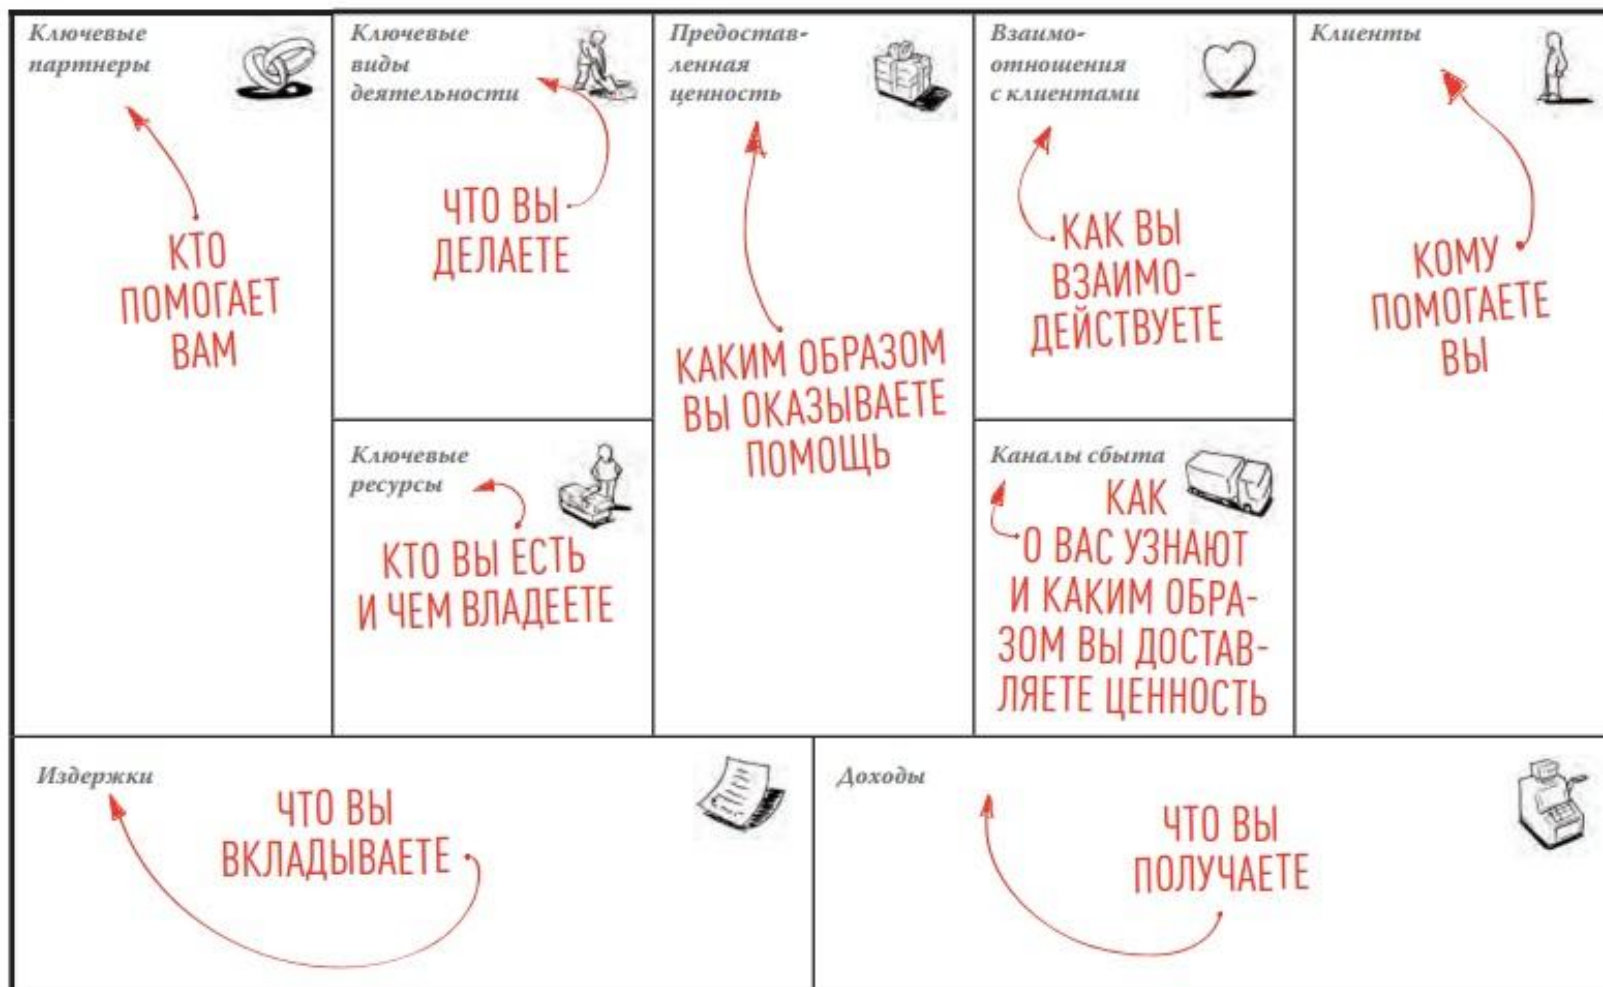 Ключевые
партнеры
КТО
ПОМОГАЕТ
ВАМ
Ключевые
виды
деятельности
ЧТО ВЫ
ДЕЛАЕТЕ
Ключевые
ресурсы
КТО ВЫ ЕСТЬ
И ЧЕМ ВЛАДЕЕТЕ
Предостав-
ленная
ценность
КАКИМ ОБРАЗОМ
ВЫ ОКАЗЫВАЕТЕ
ПОМОЩЬ
Взаимо-
отношения
с клиентами
КАК ВЫ
ВЗАИМО-
ДЕЙСТВУЕТЕ
Каналы сбыта
КАК
О ВАС УЗНАЮТ
И КАКИМ ОБРА-
ЗОМ ВЫ ДОСТАВ-
ЛЯЕТЕ ЦЕННОСТЬ
Клиенты
КОМУ
ПОМОГАЕТЕ
ВЫ
Издержки
ЧТО ВЫ
ВКЛАДЫВАЕТЕ
Доходы
ЧТО ВЫ
ПОЛУЧАЕТЕ